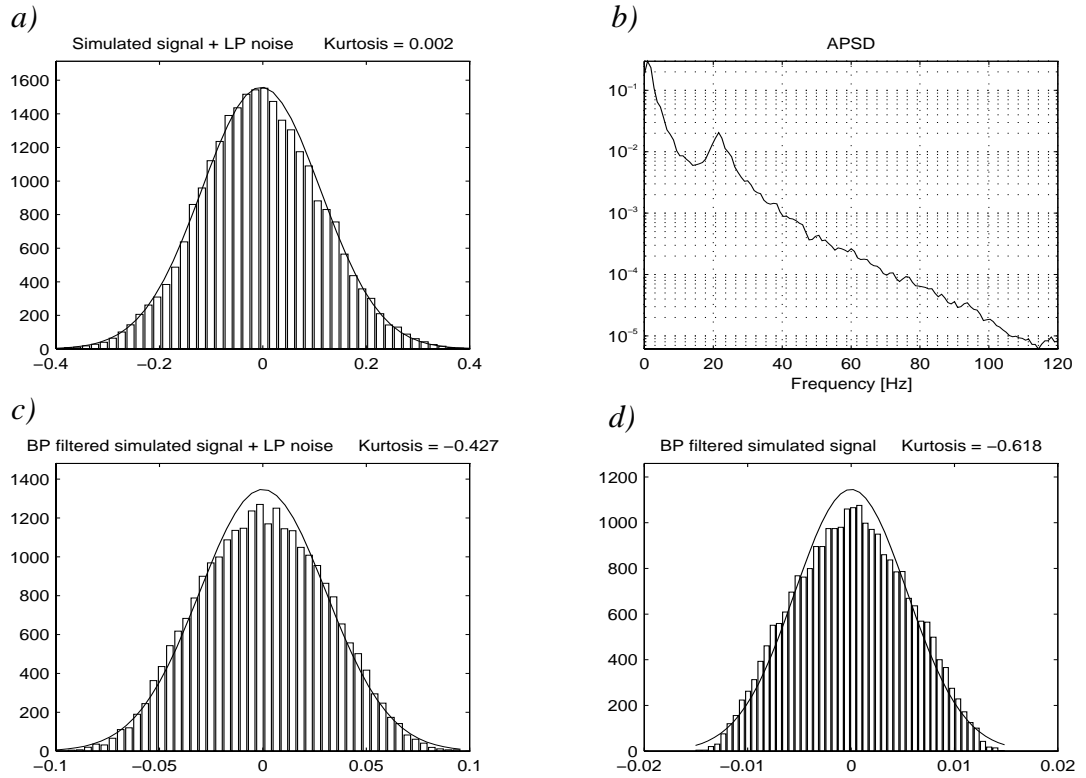 a)
Simulated signal + LP noise Kurtosis = 0.002
1600
1400
1200
1000
800
600
400
200
0
−0.4 −0.2 0 0.2 0.4
b)
APSD
10⁻¹
10⁻²
10⁻³
10⁻⁴
10⁻⁵
0 20 40 60 80 100 120
Frequency [Hz]
c)
BP filtered simulated signal + LP noise Kurtosis = −0.427
1400
1200
1000
800
600
400
200
0
−0.1 −0.05 0 0.05 0.1
d)
BP filtered simulated signal Kurtosis = −0.618
1200
1000
800
600
400
200
0
−0.02 −0.01 0 0.01 0.02